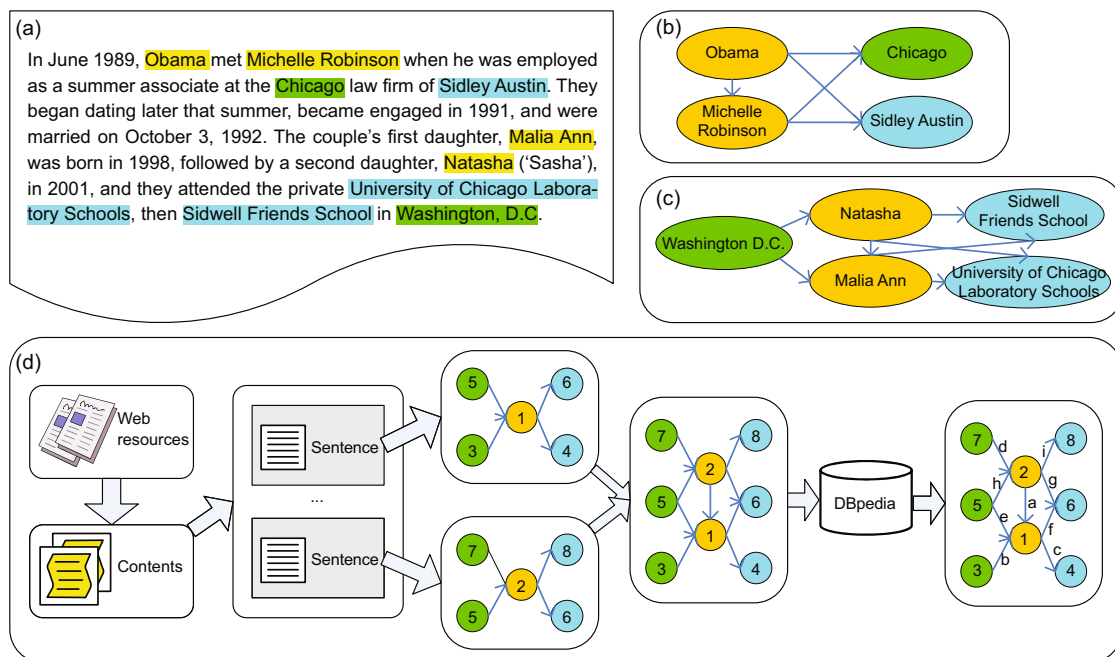 (a)
In June 1989, Obama met Michelle Robinson when he was employed
as a summer associate at the Chicago law firm of Sidley Austin. They
began dating later that summer, became engaged in 1991, and were
married on October 3, 1992. The couple's first daughter, Malia Ann,
was born in 1998, followed by a second daughter, Natasha ('Sasha'),
in 2001, and they attended the private University of Chicago Labora-
tory Schools, then Sidwell Friends School in Washington, D.C.
(b)
Obama
Chicago
Michelle
Robinson
Sidley Austin
(c)
Washington D.C.
Natasha
Sidwell
Friends School
Malia Ann
University of Chicago
Laboratory Schools
(d)
Web
resources
Contents
Sentence
...
Sentence
5
6
1
3
4
7
8
2
5
6
7
8
2
5
6
1
3
4
DBpedia
7
d
i
8
2
h
g
5
a
6
e
f
1
b
c
3
4